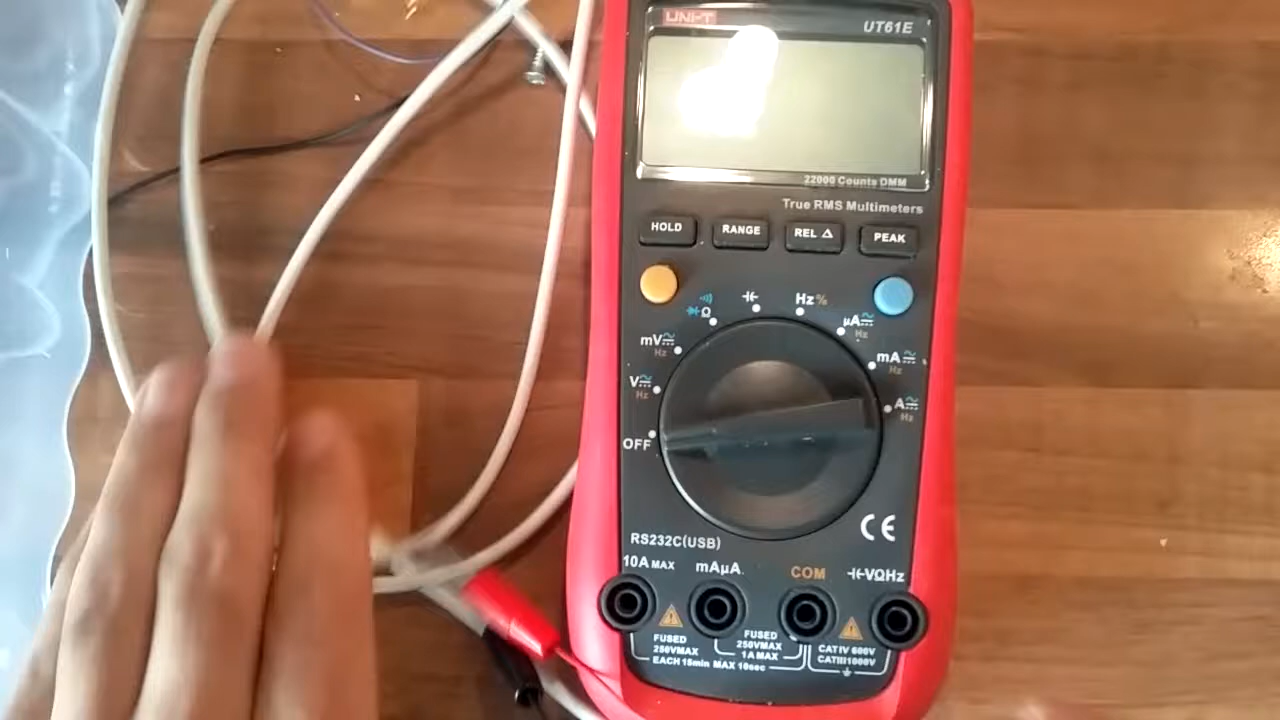 UNI-T
UT61E
22000 Counts DMM
True RMS Multimeters
HOLD
RANGE
REL Δ
PEAK
Ω
Hz%
mV
Hz
μA
Hz
V
Hz
mA
Hz
OFF
A
Hz
CE
RS232C(USB)
10A MAX
mAμA
COM
VΩHz
FUSED
250VMAX
EACH 15min MAX 10sec
FUSED
250VMAX
1A MAX
CATIV 600V
CATIII1000V